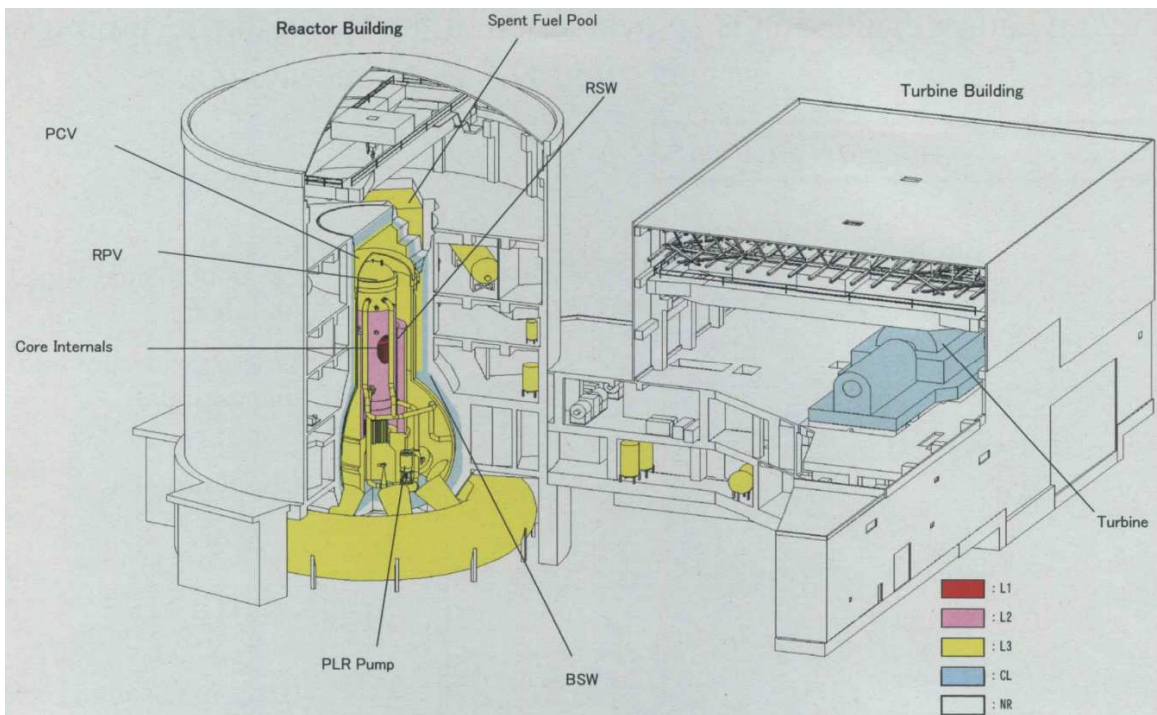 Spent Fuel Pool
Reactor Building
RSW
Turbine Building
PCV
RPV
Core Internals
Turbine
PLR Pump
BSW
: L1
: L2
: L3
: CL
: NR